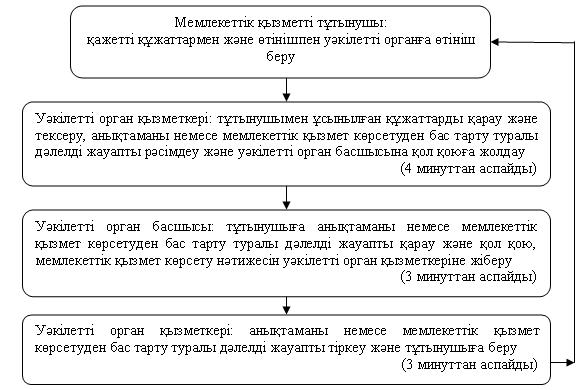 Мемлекеттік қызметті тұтынушы:
қажетті құжаттармен және өтінішпен уәкілетті органға өтініш
беру
Уәкілетті орган қызметкері: тұтынушымен ұсынылған құжаттарды қарау және
тексеру, анықтаманы немесе мемлекеттік қызмет көрсетуден бас тарту туралы
дәлелді жауапты рәсімдеу және уәкілетті орган басшысына қол қоюға жолдау
(4 минуттан аспайды)
Уәкілетті орган басшысы: тұтынушыға анықтаманы немесе мемлекеттік
қызмет көрсетуден бас тарту туралы дәлелді жауапты қарау және қол қою,
мемлекеттік қызмет көрсету нәтижесін уәкілетті орган қызметкеріне жіберу
(3 минуттан аспайды)
Уәкілетті орган қызметкері: анықтаманы немесе мемлекеттік қызмет
көрсетуден бас тарту туралы дәлелді жауапты тіркеу және тұтынушыға беру
(3 минуттан аспайды)